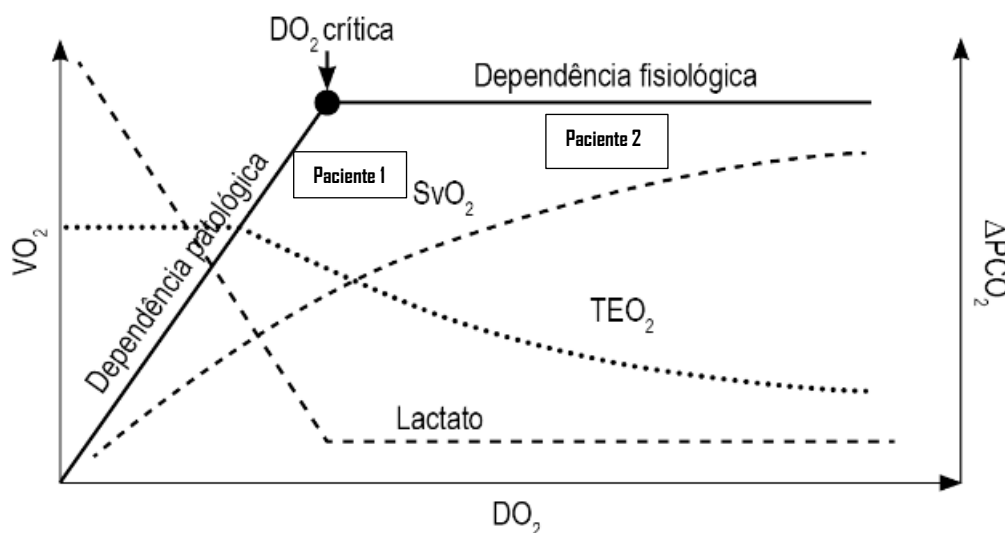 DO₂ crítica
Dependência fisiológica
Paciente 2
Paciente 1
SvO₂
Dependência patológica
VO₂
ΔPCO₂
TEO₂
Lactato
DO₂